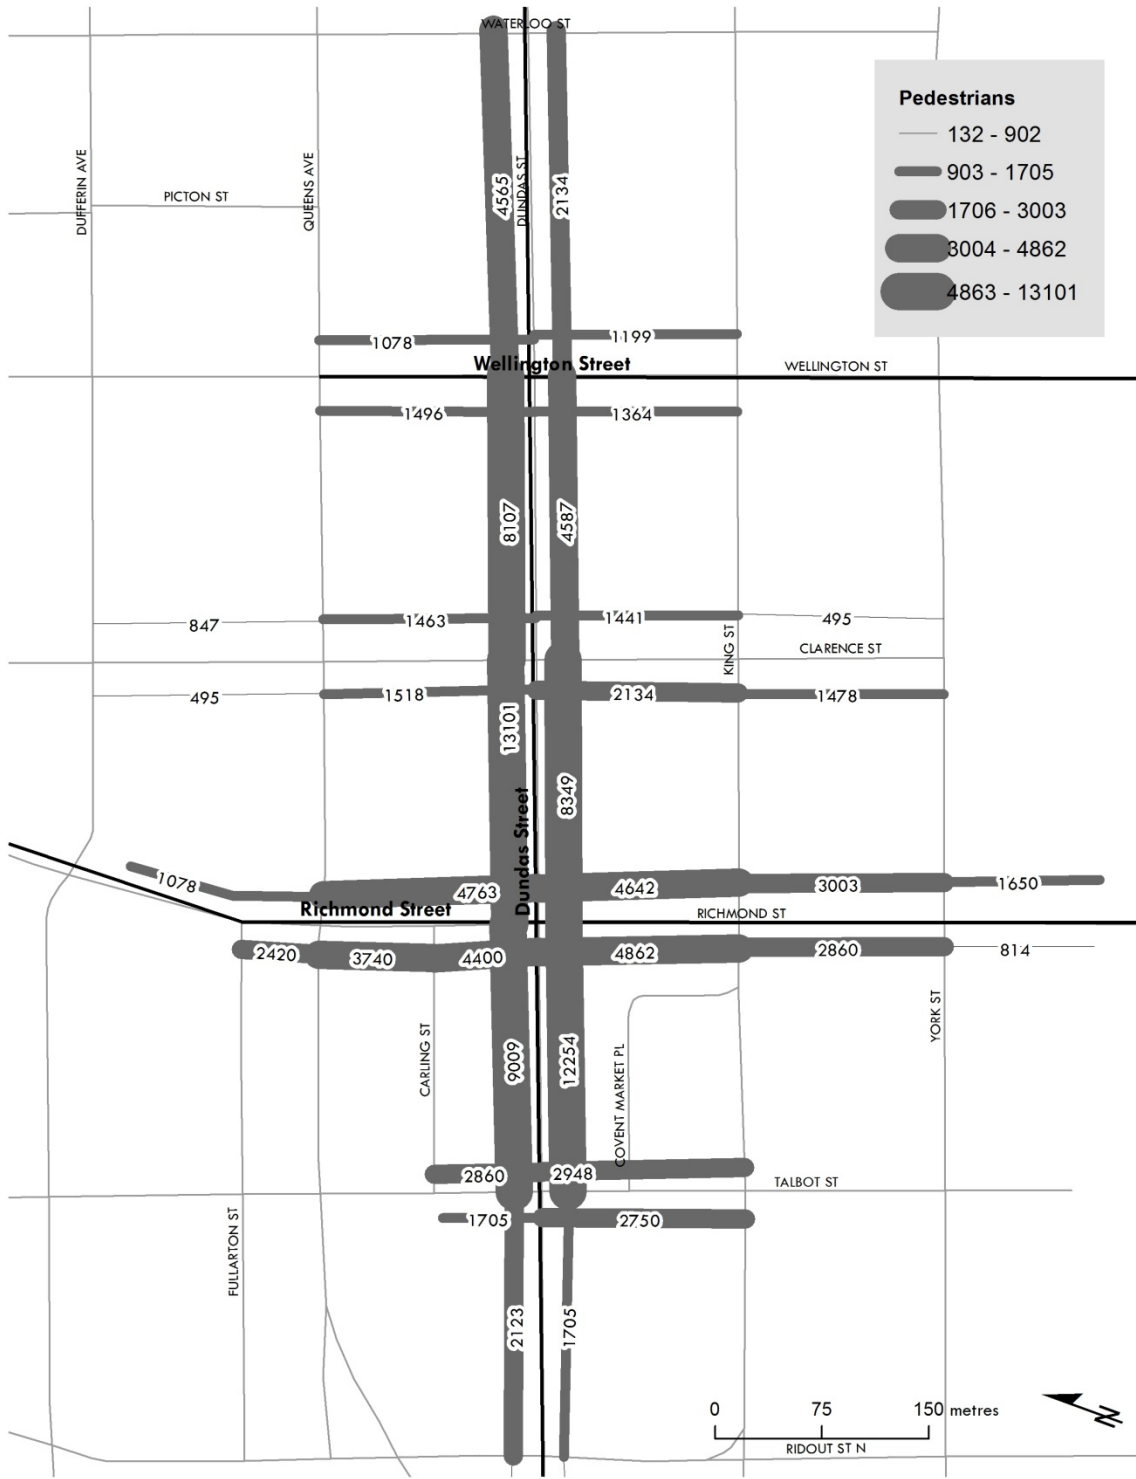 WATERLOO ST
Pedestrians
132 - 902
903 - 1705
1706 - 3003
3004 - 4862
4863 - 13101
DUFFERIN AVE
PICTON ST
QUEENS AVE
4565
DUNDAS ST
2134
1078
1199
Wellington Street
WELLINGTON ST
1496
1364
8107
4587
847
1463
1441
495
KING ST
CLARENCE ST
495
1518
2134
1478
13101
8349
Dundas Street
1078
4763
4642
3003
1650
Richmond Street
RICHMOND ST
2420
3740
4400
4862
2860
814
CARLING ST
9009
12254
COVENT MARKET PL
YORK ST
2860
2948
TALBOT ST
1705
2750
FULLARTON ST
2123
1705
0 75 150 metres
N
RIDOUT ST N